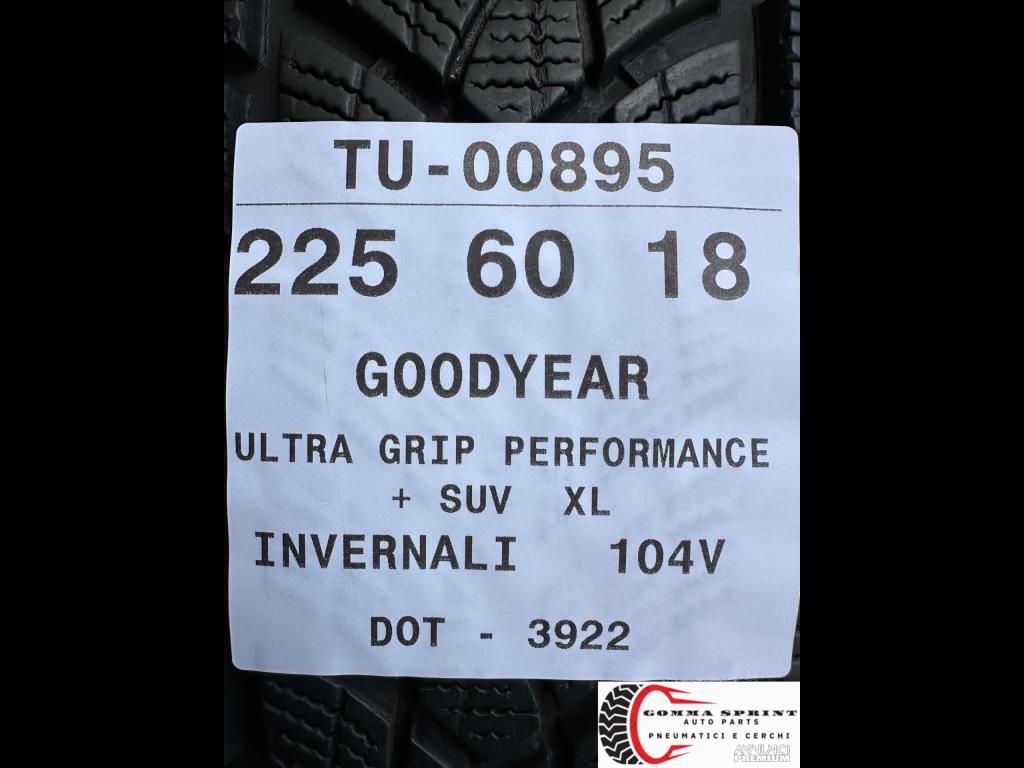 TU-00895
225 60 18
GOODYEAR
ULTRA GRIP PERFORMANCE
+ SUV XL
INVERNALI 104V
DOT - 3922
GOMMA SPRINT
AUTO PARTS
PNEUMATICI E CERCHI
ANNUNCI
PREMIUM